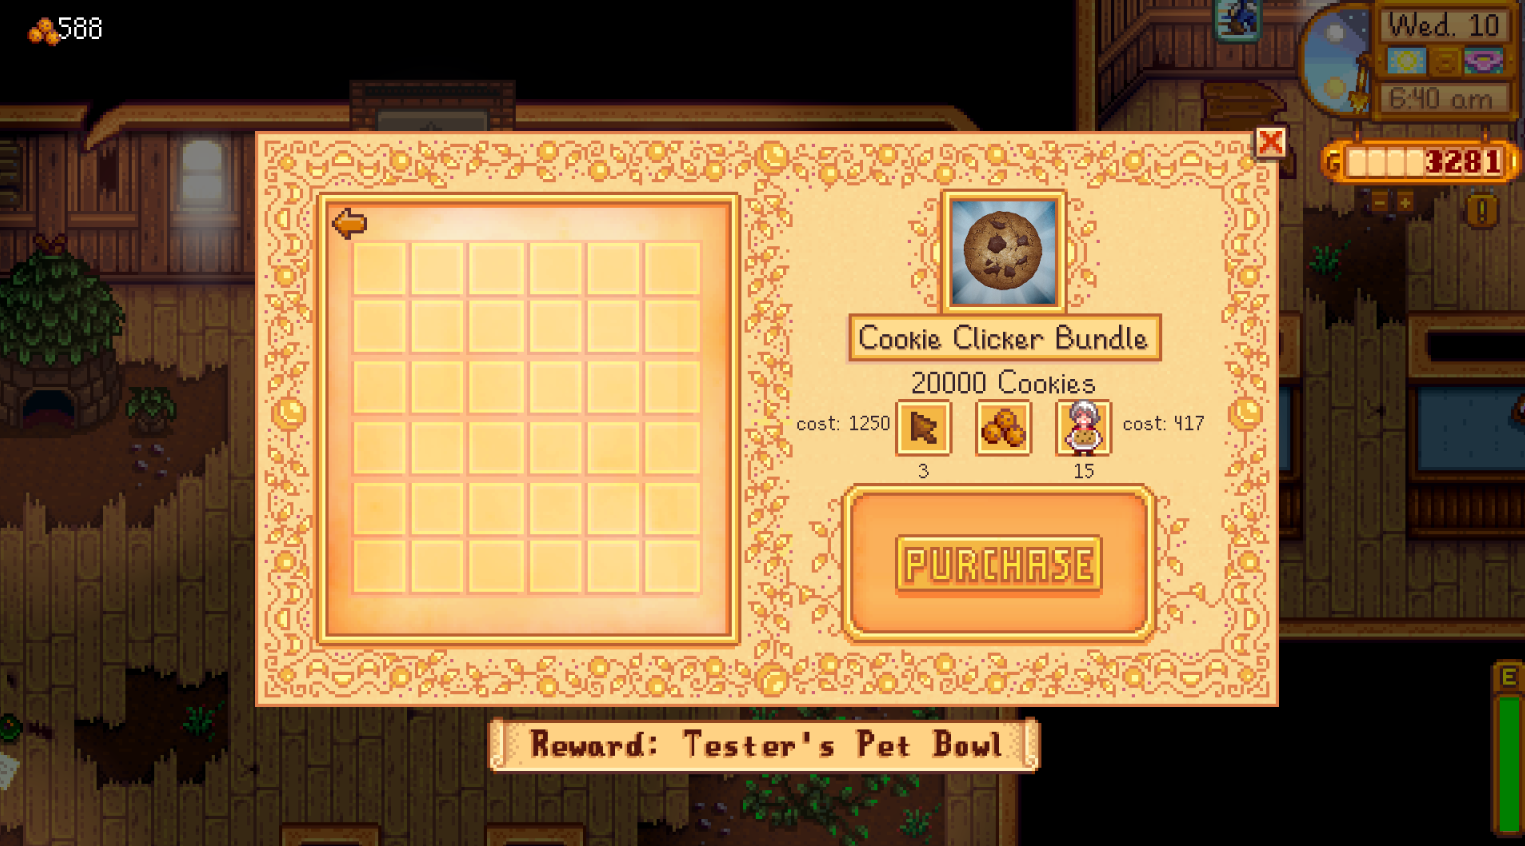 588
Wed. 10
6:40 am
G 3281
Cookie Clicker Bundle
20000 Cookies
cost: 1250
cost: 417
3
15
PURCHASE
Reward: Tester's Pet Bowl
E